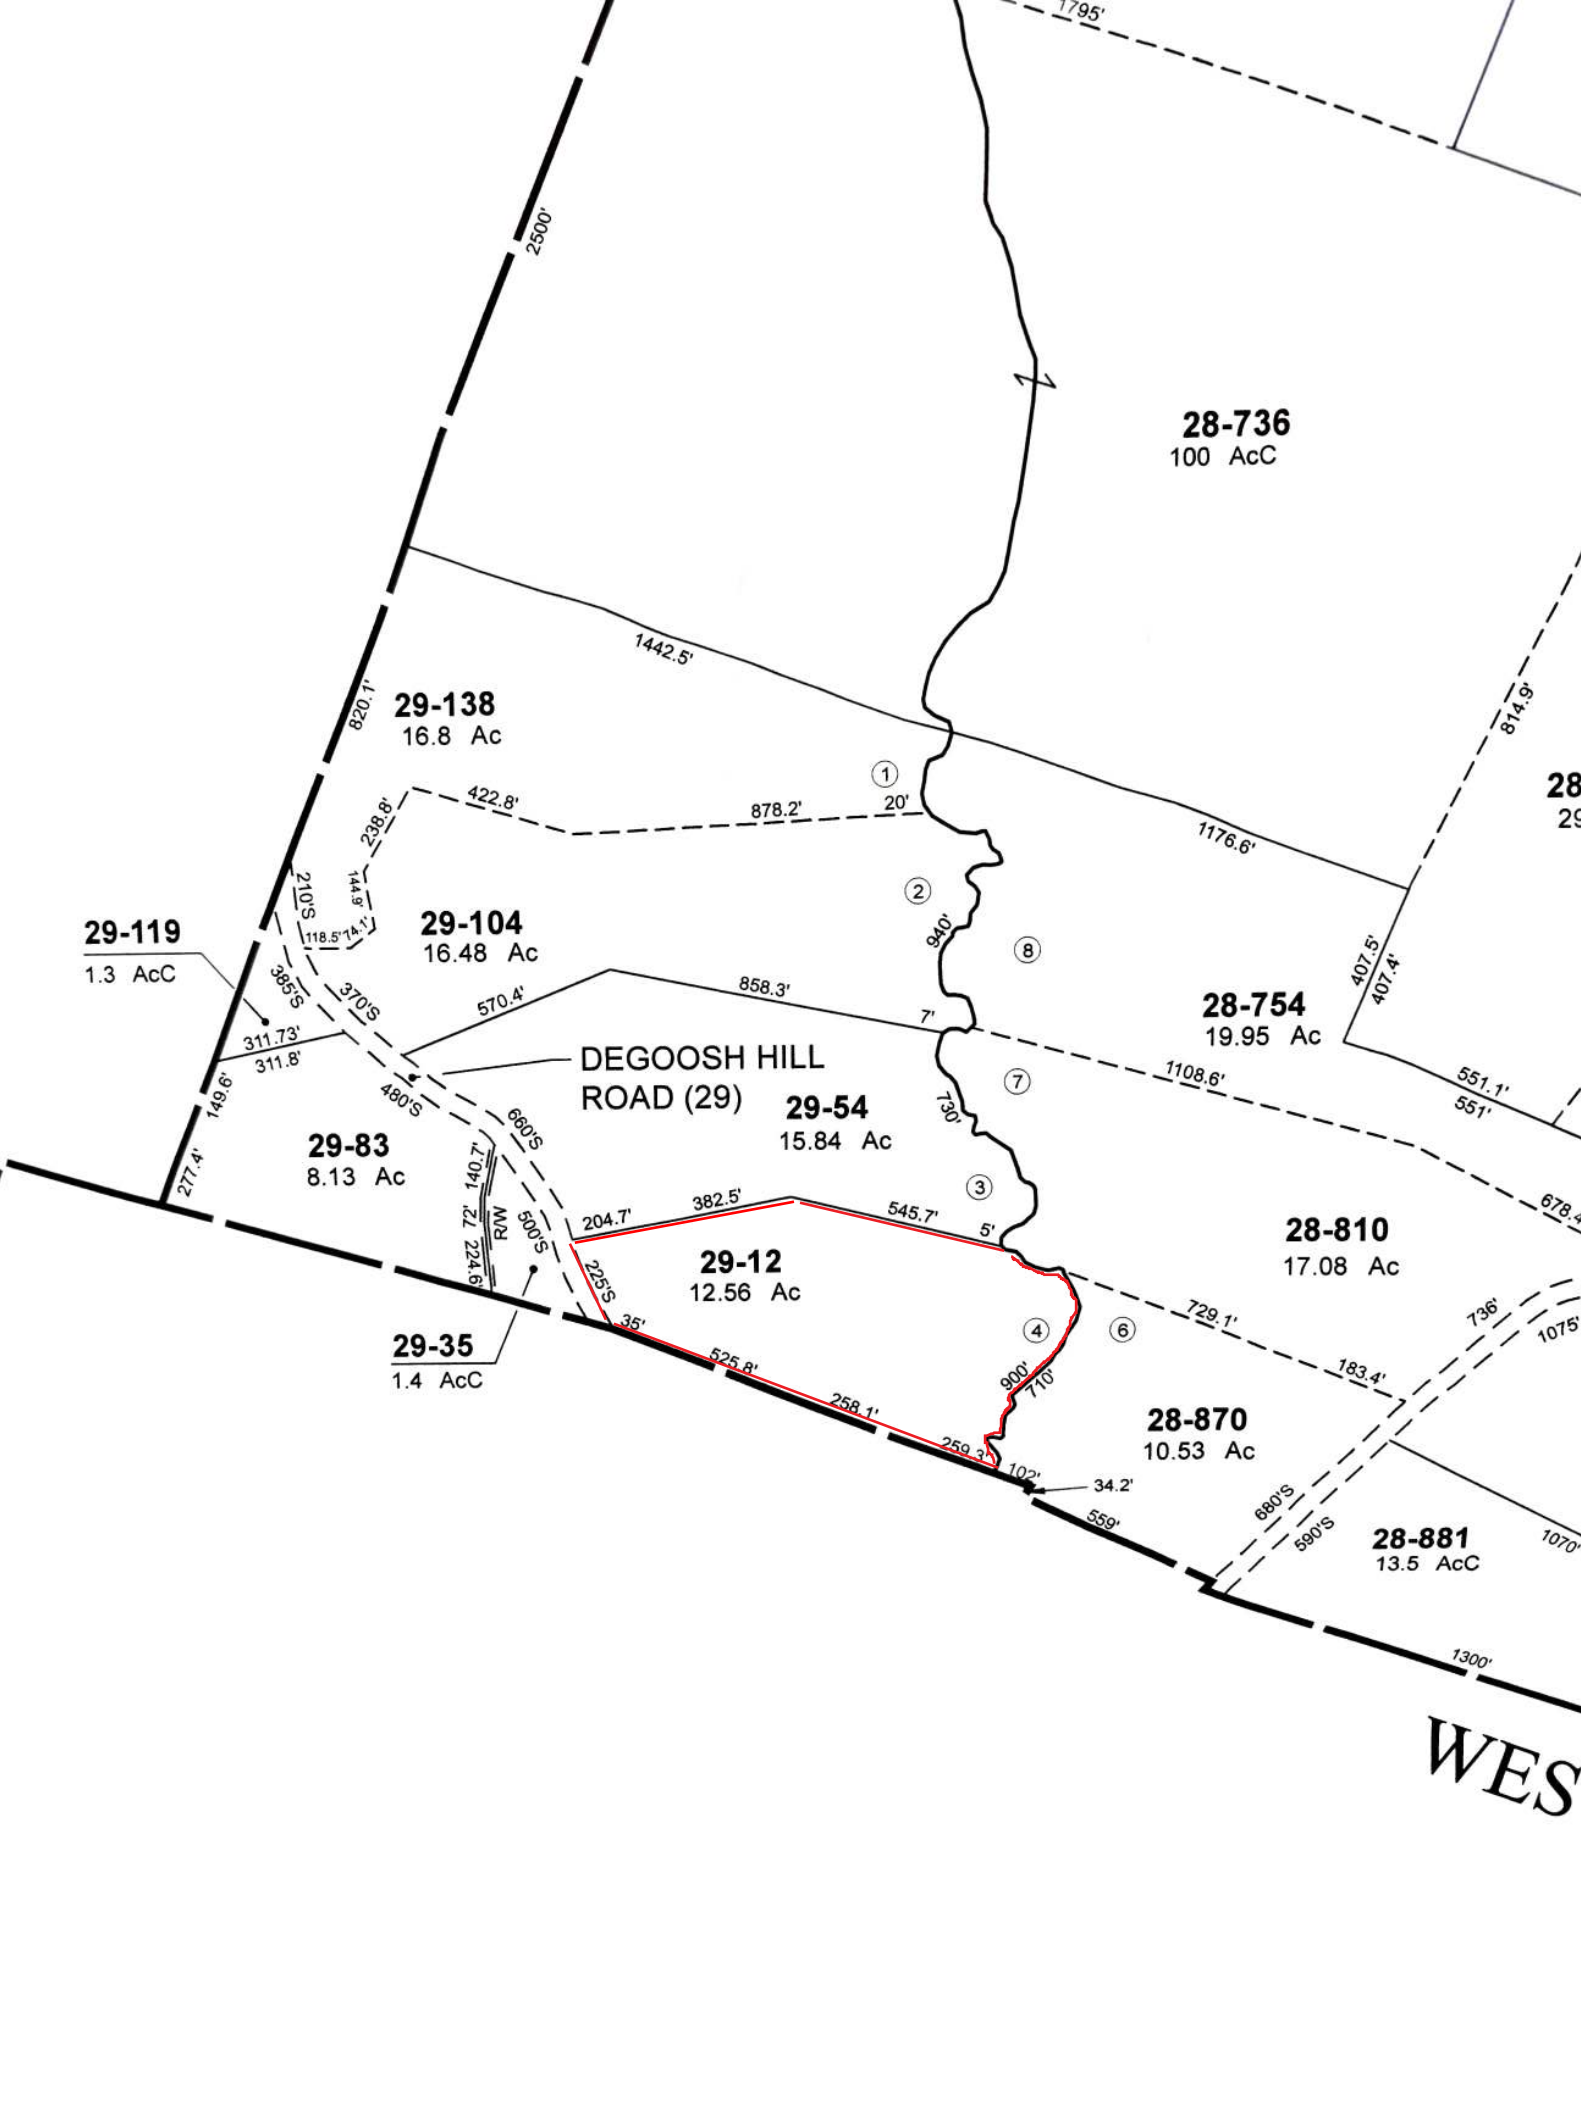 1795'
2500'
28-736
100 AcC
1442.5'
820.1'
29-138
16.8 Ac
814.9'
1
422.8'
878.2'
20'
238.8'
1176.6'
28
29
144.9'
210'S
2
29-104
16.48 Ac
118.5'
74.1'
940'
8
29-119
1.3 AcC
407.5'
407.4'
385'S
370'S
570.4'
858.3'
7'
28-754
19.95 Ac
311.73'
311.8'
DEGOOSH HILL
ROAD (29)
7
1108.6'
551.1'
551'
149.6'
480'S
660'S
29-54
15.84 Ac
730'
29-83
8.13 Ac
277.4'
140.7'
72'
224.6'
R/W
500'S
3
204.7'
382.5'
545.7'
5'
678.4
28-810
17.08 Ac
225'S
29-12
12.56 Ac
35'
4
6
729.1'
736'
1075'
29-35
1.4 AcC
525.8'
258.1'
900'
710'
183.4'
28-870
10.53 Ac
259.3'
102'
34.2'
559'
680'S
590'S
28-881
13.5 AcC
1070'
1300'
WES